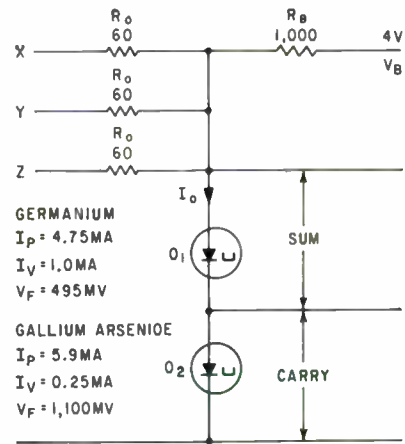 R₀
60
R_B
1,000
4V
V_B
X
R₀
60
Y
R₀
60
Z
I₀
GERMANIUM
I_P = 4.75MA
I_V = 1.0MA
V_F = 495MV
O₁
SUM
GALLIUM ARSENIOE
I_P = 5.9MA
I_V = 0.25MA
V_F = 1,100MV
O₂
CARRY